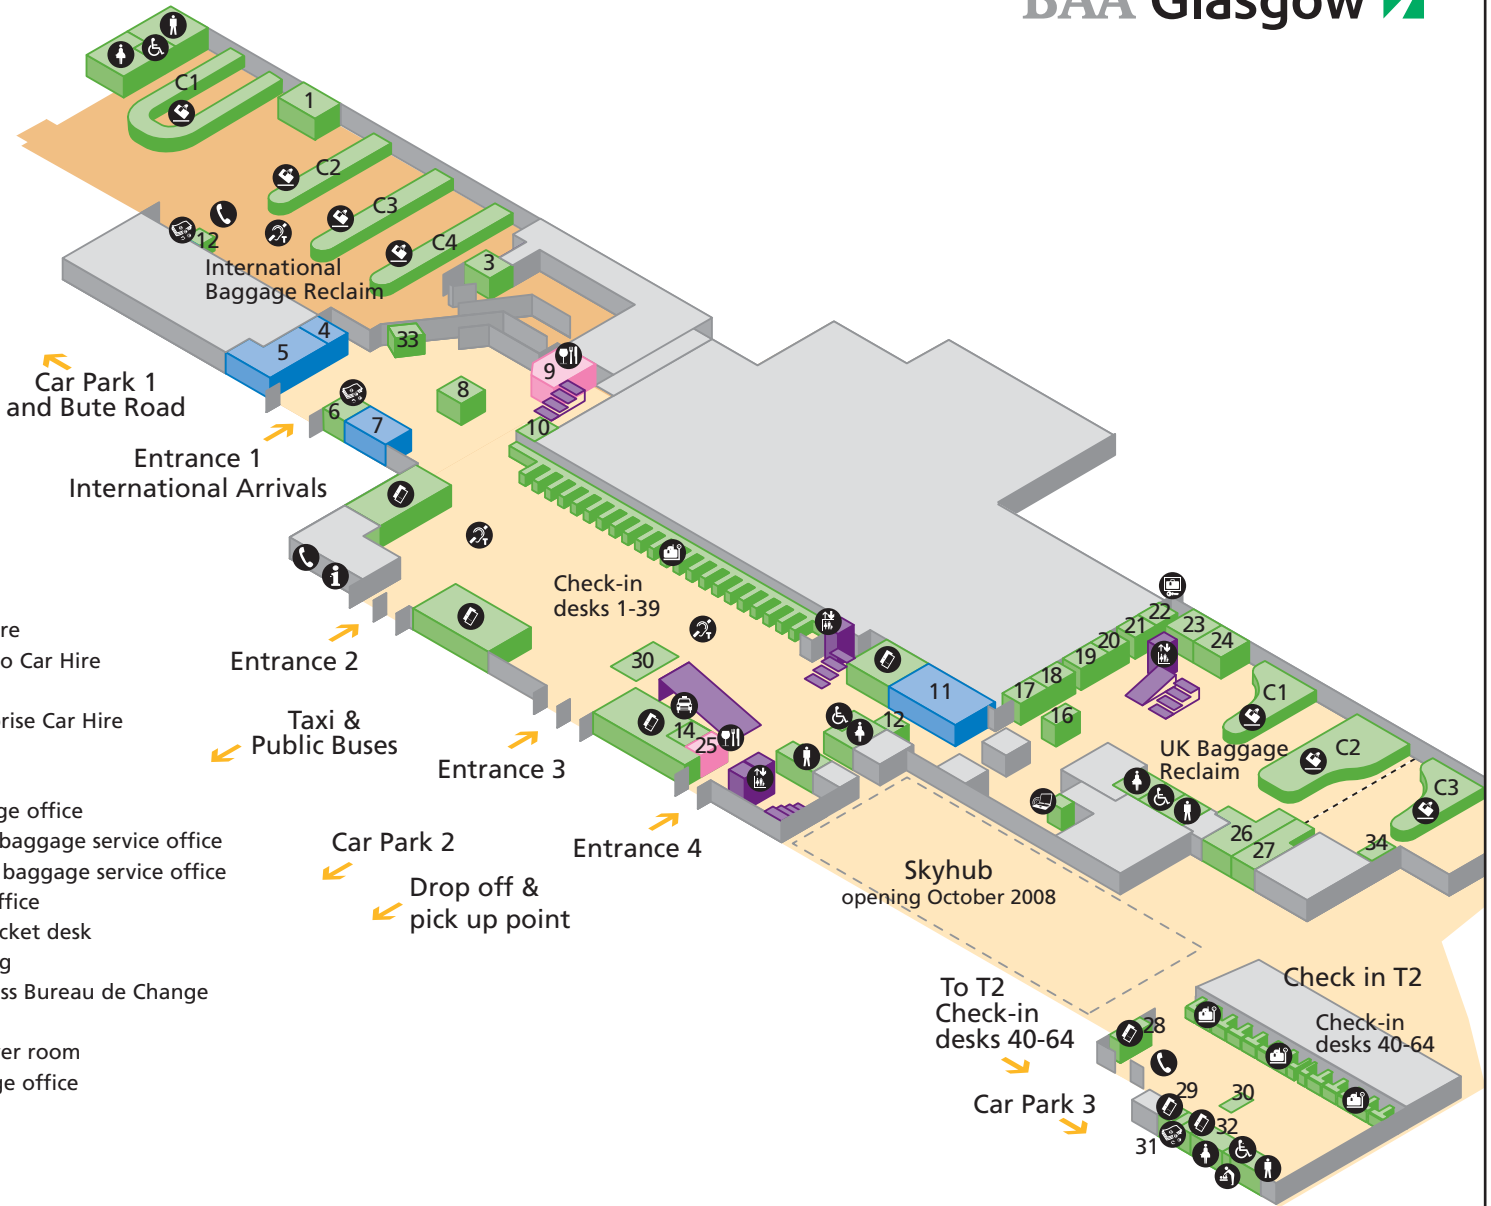 BAA Glasgow
C1
1
C2
C3
C4
12
3
International
Baggage Reclaim
4
5
33
9
8
6
7
10
Car Park 1
and Bute Road
Entrance 1
International Arrivals
Check-in
desks 1-39
Entrance 2
30
Taxi &
Public Buses
Entrance 3
14
25
11
12
17
18
19
20
21
22
23
24
16
C1
C2
C3
UK Baggage
Reclaim
26
27
34
Car Park 2
Entrance 4
Drop off &
pick up point
Skyhub
opening October 2008
To T2
Check-in
desks 40-64
Car Park 3
Check in T2
Check-in
desks 40-64
28
29
30
31
32
re
o Car Hire
rise Car Hire
ge office
baggage service office
baggage service office
ffice
cket desk
g
ss Bureau de Change
er room
ge office